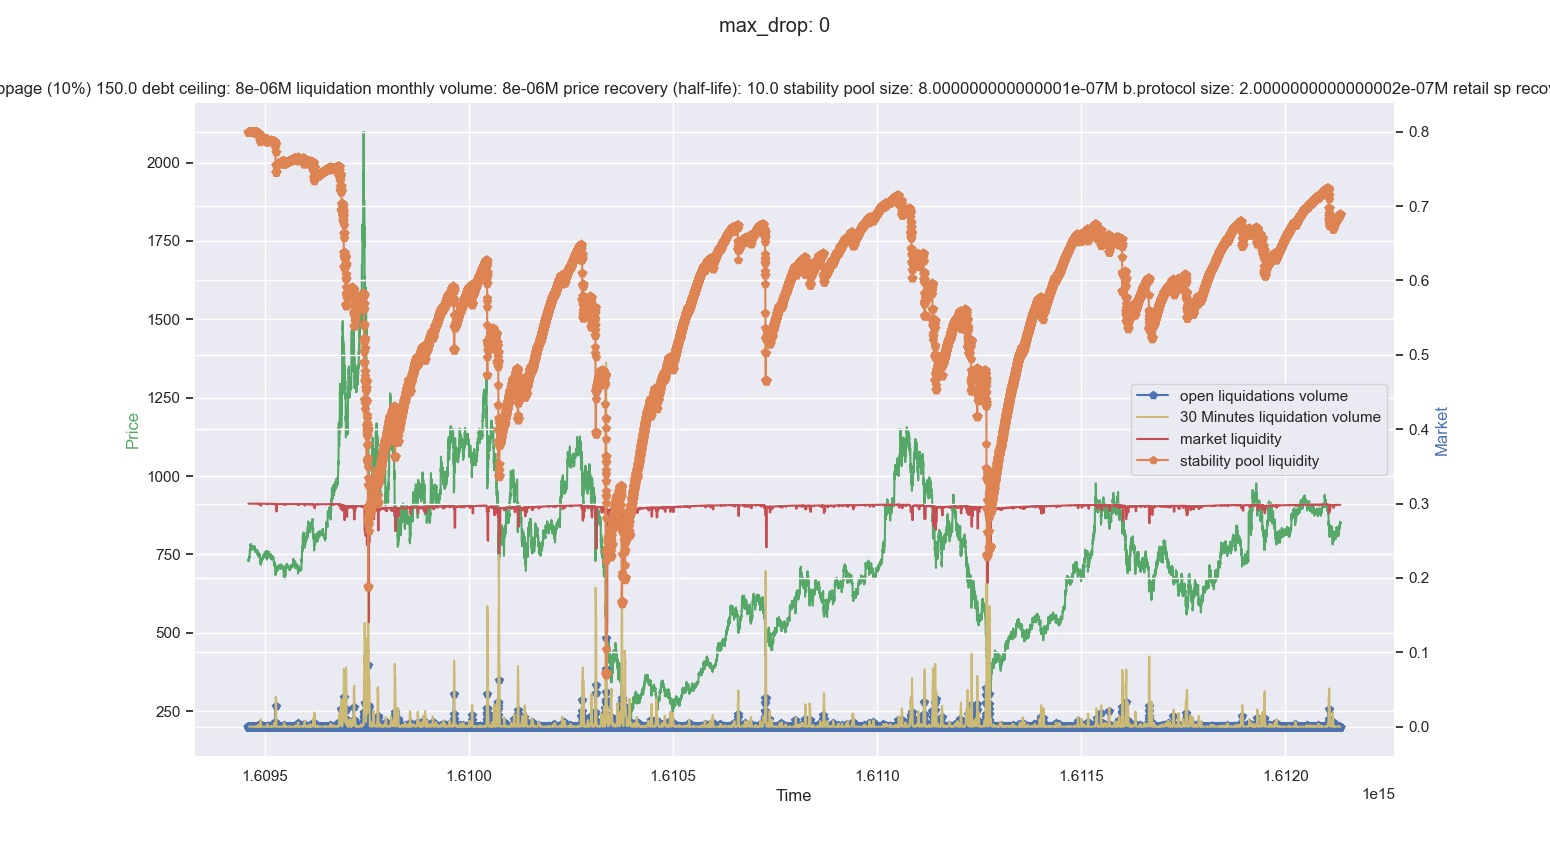 max_drop: 0
(10%) 150.0 debt ceiling: 8e-06M liquidation monthly volume: 8e-06M price recovery (half-life): 10.0 stability pool size: 8.000000000000001e-07M b.protocol size: 2.0000000000000002e-07M retail sp
2000
1750
1500
1250
1000
750
500
250
Price
0.8
0.7
0.6
0.5
0.4
0.3
0.2
0.1
0.0
Market
open liquidations volume
30 Minutes liquidation volume
market liquidity
stability pool liquidity
1.6095
1.6100
1.6105
1.6110
1.6115
1.6120
Time
1e15